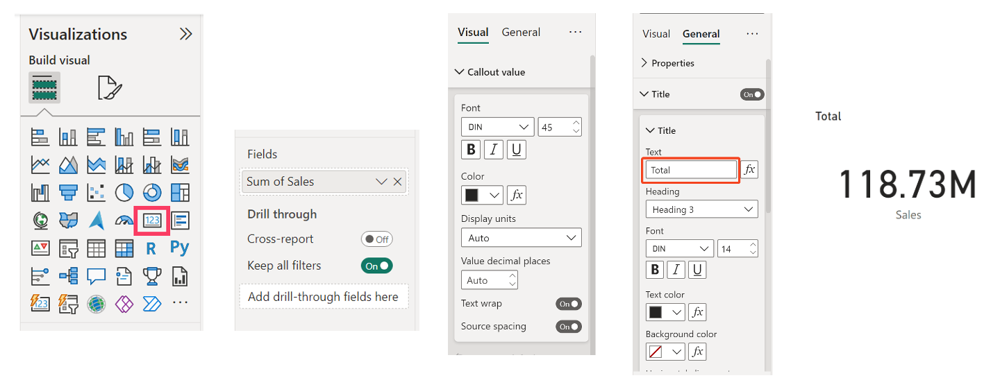 Visualizations
Build visual
123
R
Py
123
Fields
Sum of Sales
Drill through
Cross-report
Off
Keep all filters
On
Add drill-through fields here
Visual General ...
Callout value
Font
DIN 45
B I U
Color
fx
Display units
Auto
Value decimal places
Auto
Text wrap On
Source spacing On
Visual General ...
Properties
Title On
Title
Text
Total fx
Heading
Heading 3
Font
DIN 14
B I U
Text color
fx
Background color
fx
Total
118.73M
Sales